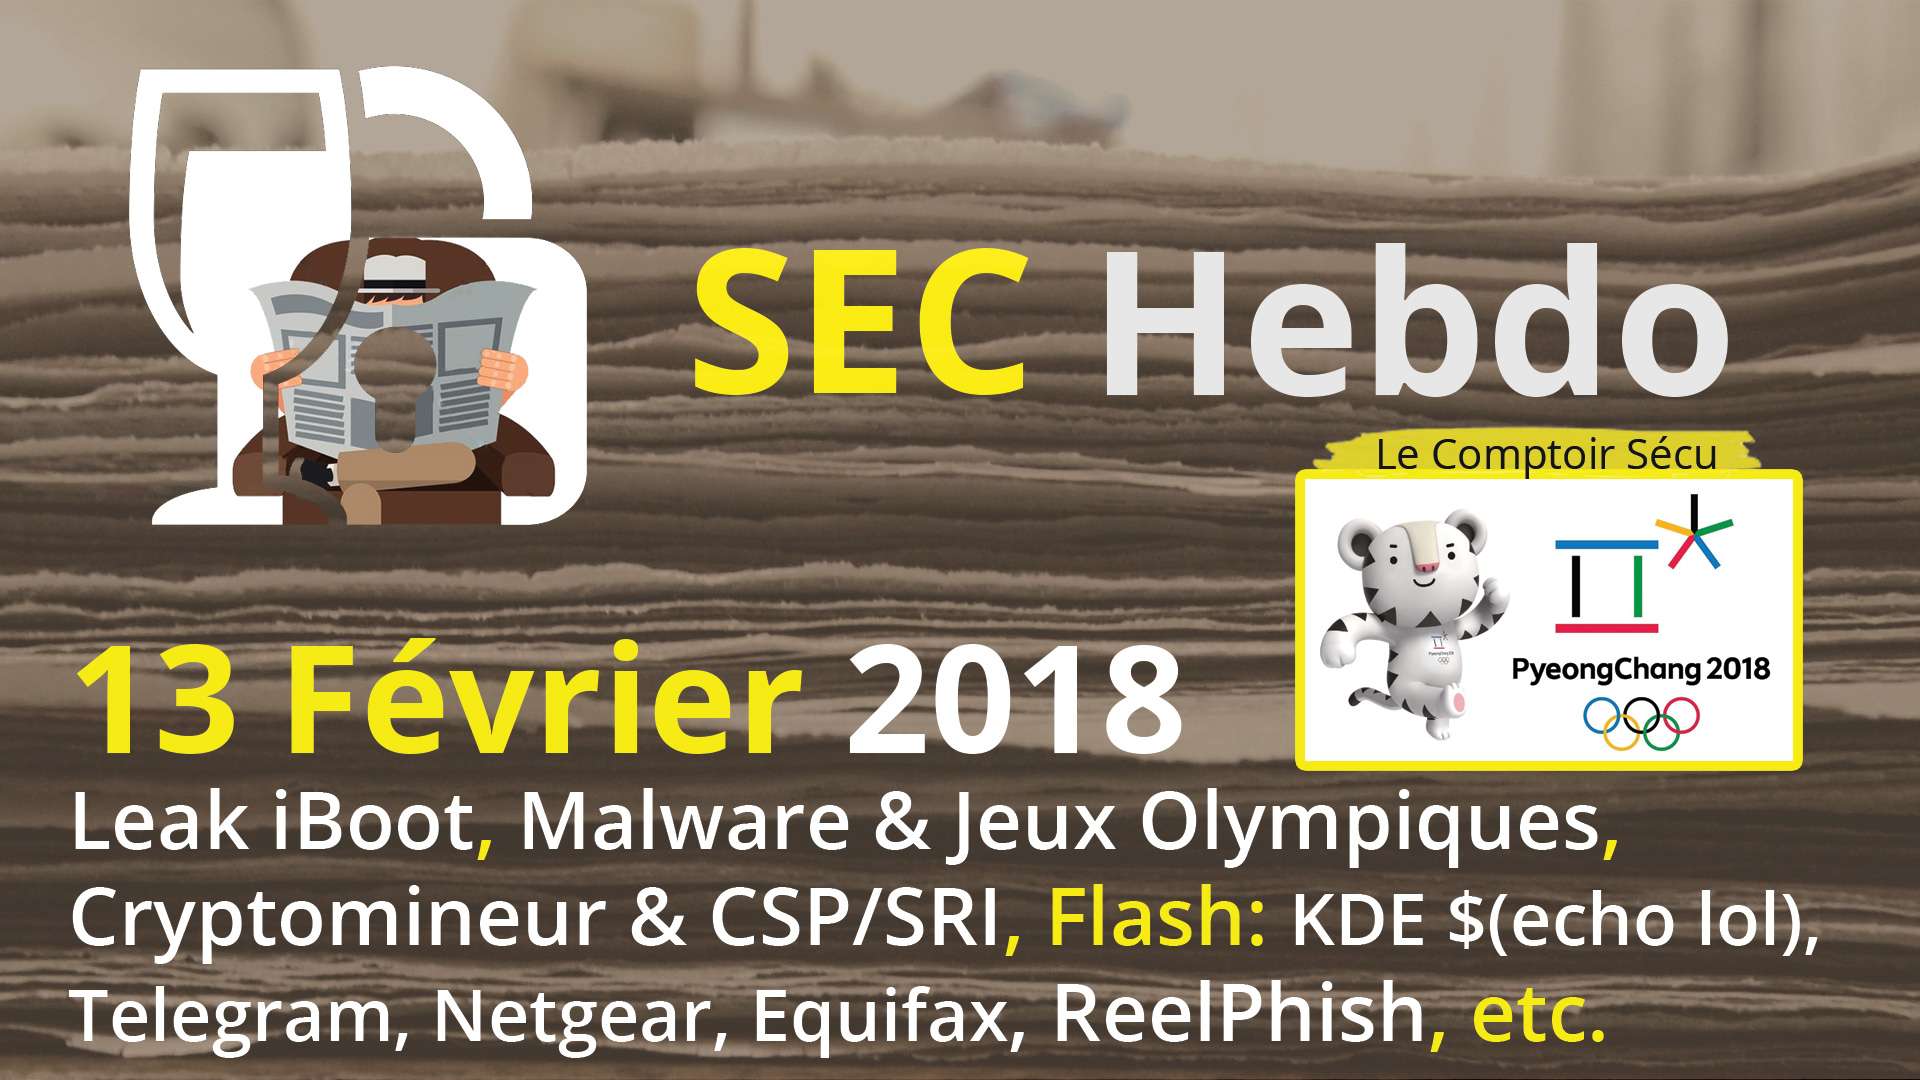 SEC Hebdo
Le Comptoir Sécu
PyeongChang 2018
13 Février 2018
Leak iBoot, Malware & Jeux Olympiques,
Cryptomineur & CSP/SRI, Flash: KDE $(echo lol),
Telegram, Netgear, Equifax, ReelPhish, etc.